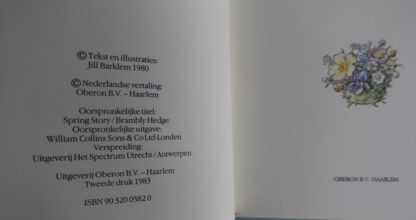 © Tekst en illustraties:
Jill Barklem 1980
© Nederlandse vertaling:
Oberon B.V. – Haarlem
Oorspronkelijke titel:
Spring Story / Brambly Hedge
Oorspronkelijke uitgave:
William Collins Sons & Co Ltd-Londen
Verspreiding:
Uitgeverij Het Spectrum Utrecht / Antwerpen
Uitgeverij Oberon B.V. – Haarlem
Tweede druk 1983
ISBN 90 320 0582 0
OBERON B.V. HAARLEM